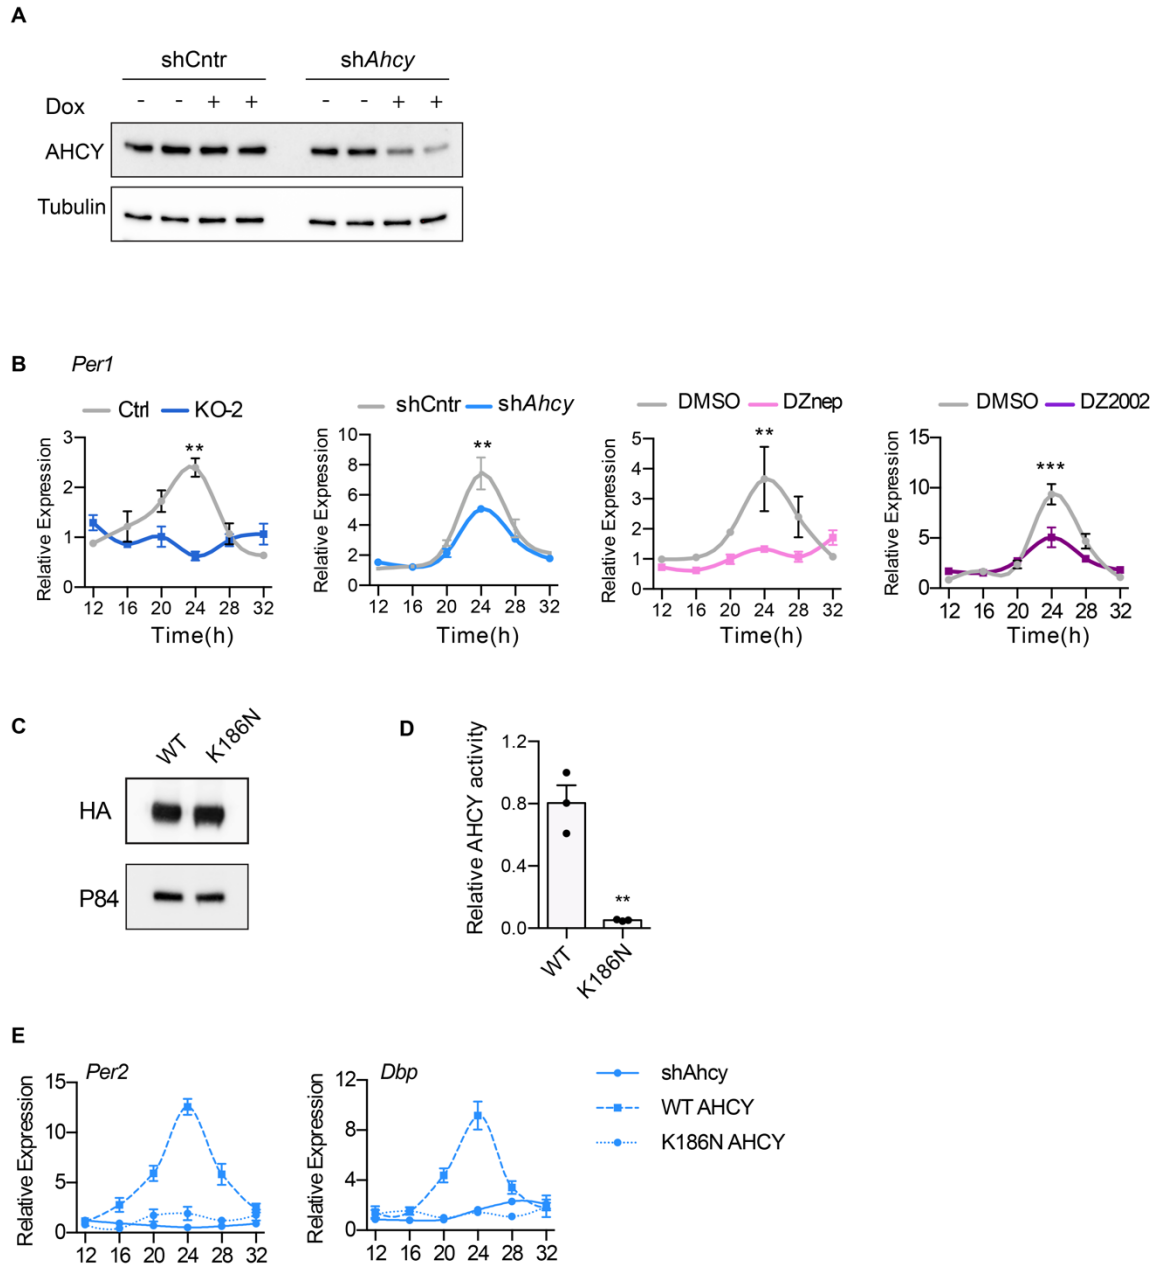 A
shCntr shAhcy
Dox - - + + - - + +
AHCY
Tubulin
B Per1
Ctrl KO-2
Relative Expression
3
2
1
0
12 16 20 24 28 32
Time(h)
**
shCntr shAhcy
Relative Expression
10
8
6
4
2
0
12 16 20 24 28 32
Time(h)
**
DMSO DZnep
Relative Expression
5
4
3
2
1
0
12 16 20 24 28 32
Time(h)
**
DMSO DZ2002
Relative Expression
15
10
5
0
12 16 20 24 28 32
Time(h)
***
C
WT K186N
HA
P84
D
Relative AHCY activity
1.2
0.8
0.4
0.0
**
WT K186N
E
Per2
Relative Expression
15
10
5
0
12 16 20 24 28 32
Dbp
Relative Expression
12
8
4
0
12 16 20 24 28 32
shAhcy
WT AHCY
K186N AHCY